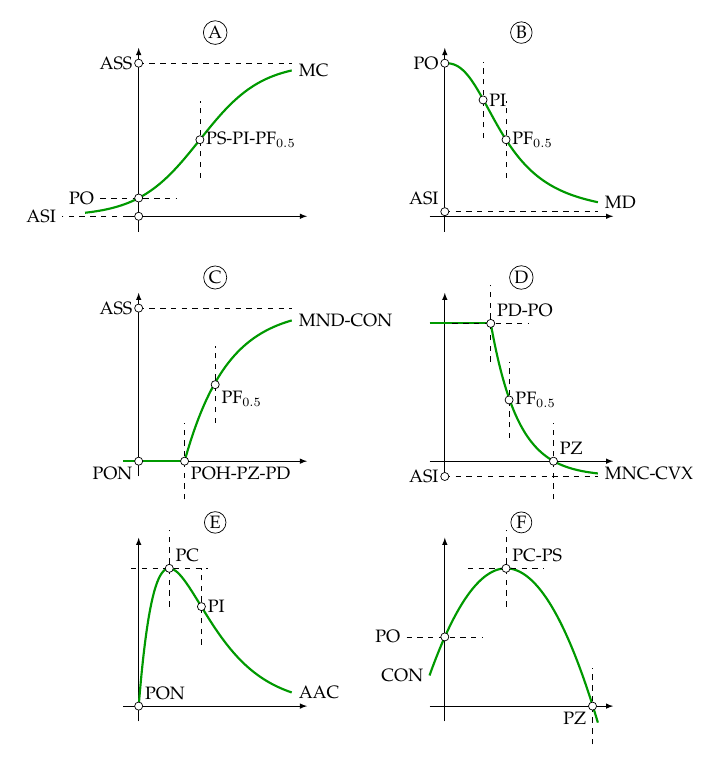 A
ASS
MC
PS-PI-PF0.5
PO
ASI
B
PO
PI
PF0.5
ASI
MD
C
ASS
MND-CON
PF0.5
PON
POH-PZ-PD
D
PD-PO
PF0.5
PZ
ASI
MNC-CVX
E
PC
PI
PON
AAC
F
PC-PS
PO
CON
PZ